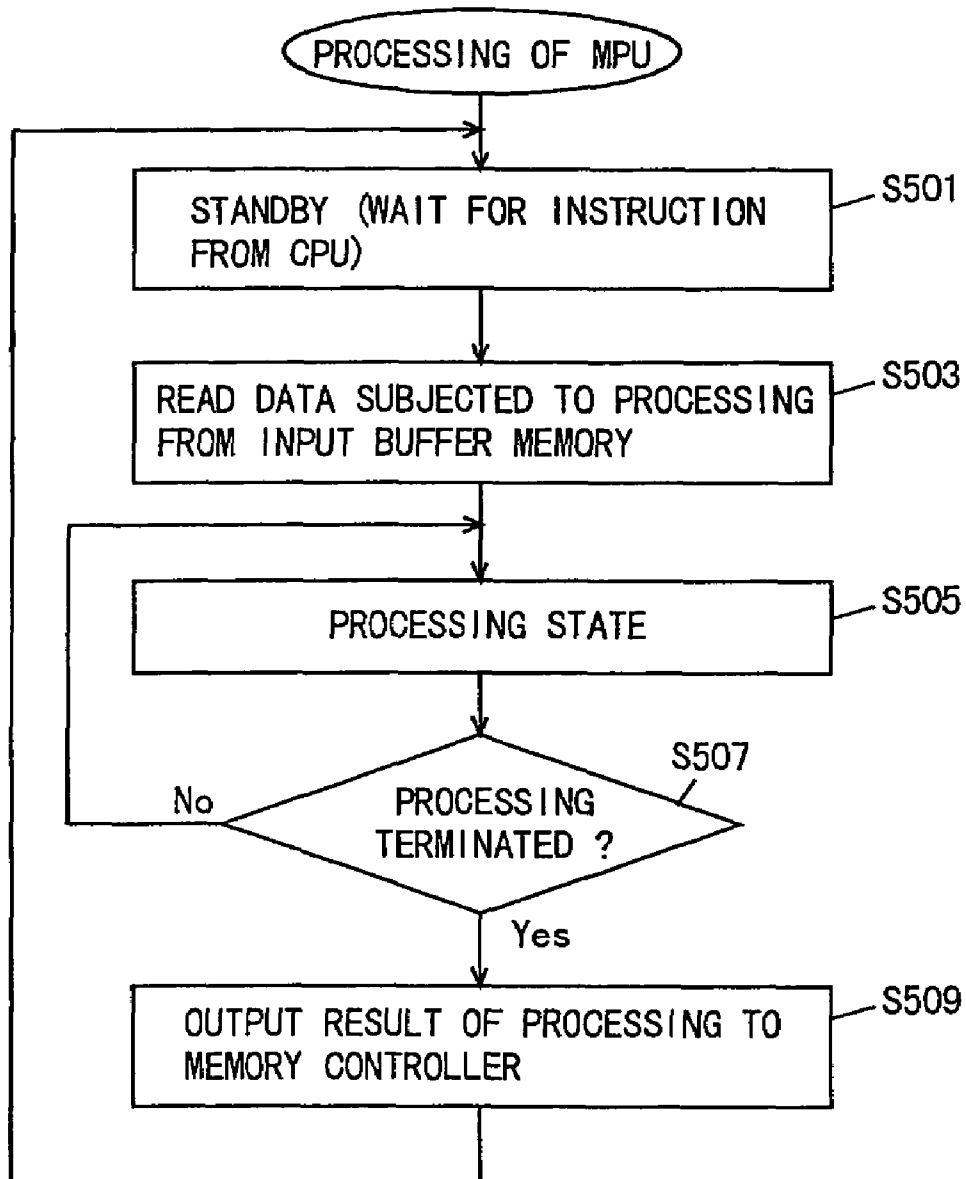 PROCESSING OF MPU
S501
STANDBY (WAIT FOR INSTRUCTION
FROM CPU)
S503
READ DATA SUBJECTED TO PROCESSING
FROM INPUT BUFFER MEMORY
S505
PROCESSING STATE
S507
No
PROCESSING
TERMINATED ?
Yes
S509
OUTPUT RESULT OF PROCESSING TO
MEMORY CONTROLLER